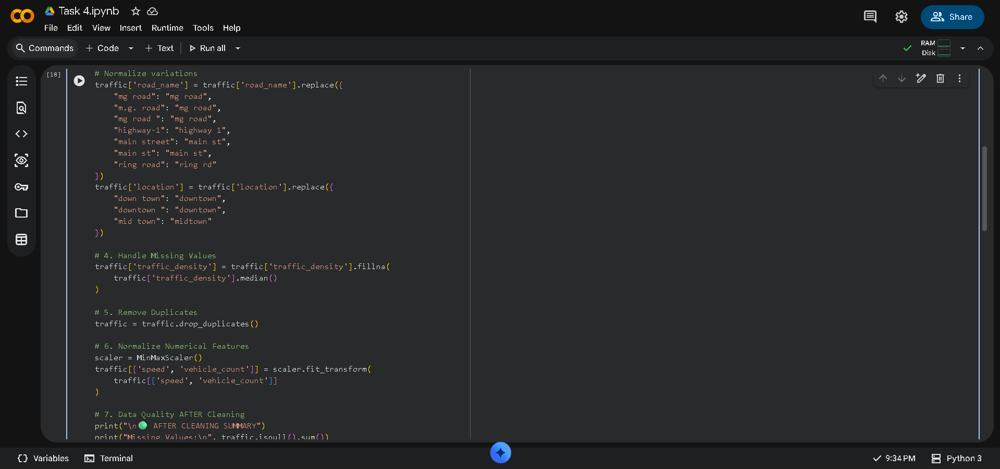 Task 4.ipynb
File Edit View Insert Runtime Tools Help
Share
Commands + Code + Text Run all
RAM
Disk
[18]
# Normalize variations
traffic['road_name'] = traffic['road_name'].replace({
    "mg road": "mg road",
    "m.g. road": "mg road",
    "mg road ": "mg road",
    "highway-1": "highway 1",
    "main street": "main st",
    "main st": "main st",
    "ring road": "ring rd"
})
traffic['location'] = traffic['location'].replace({
    "down town": "downtown",
    "downtown ": "downtown",
    "mid town": "midtown"
})
# 4. Handle Missing Values
traffic['traffic_density'] = traffic['traffic_density'].fillna(
    traffic['traffic_density'].median()
)
# 5. Remove Duplicates
traffic = traffic.drop_duplicates()
# 6. Normalize Numerical Features
scaler = MinMaxScaler()
traffic[['speed', 'vehicle_count']] = scaler.fit_transform(
    traffic[['speed', 'vehicle_count']]
)
# 7. Data Quality AFTER Cleaning
print("\n🟢 AFTER CLEANING SUMMARY")
print("Missing Values:\n", traffic.isnull().sum())
Variables Terminal
9:34 PM Python 3